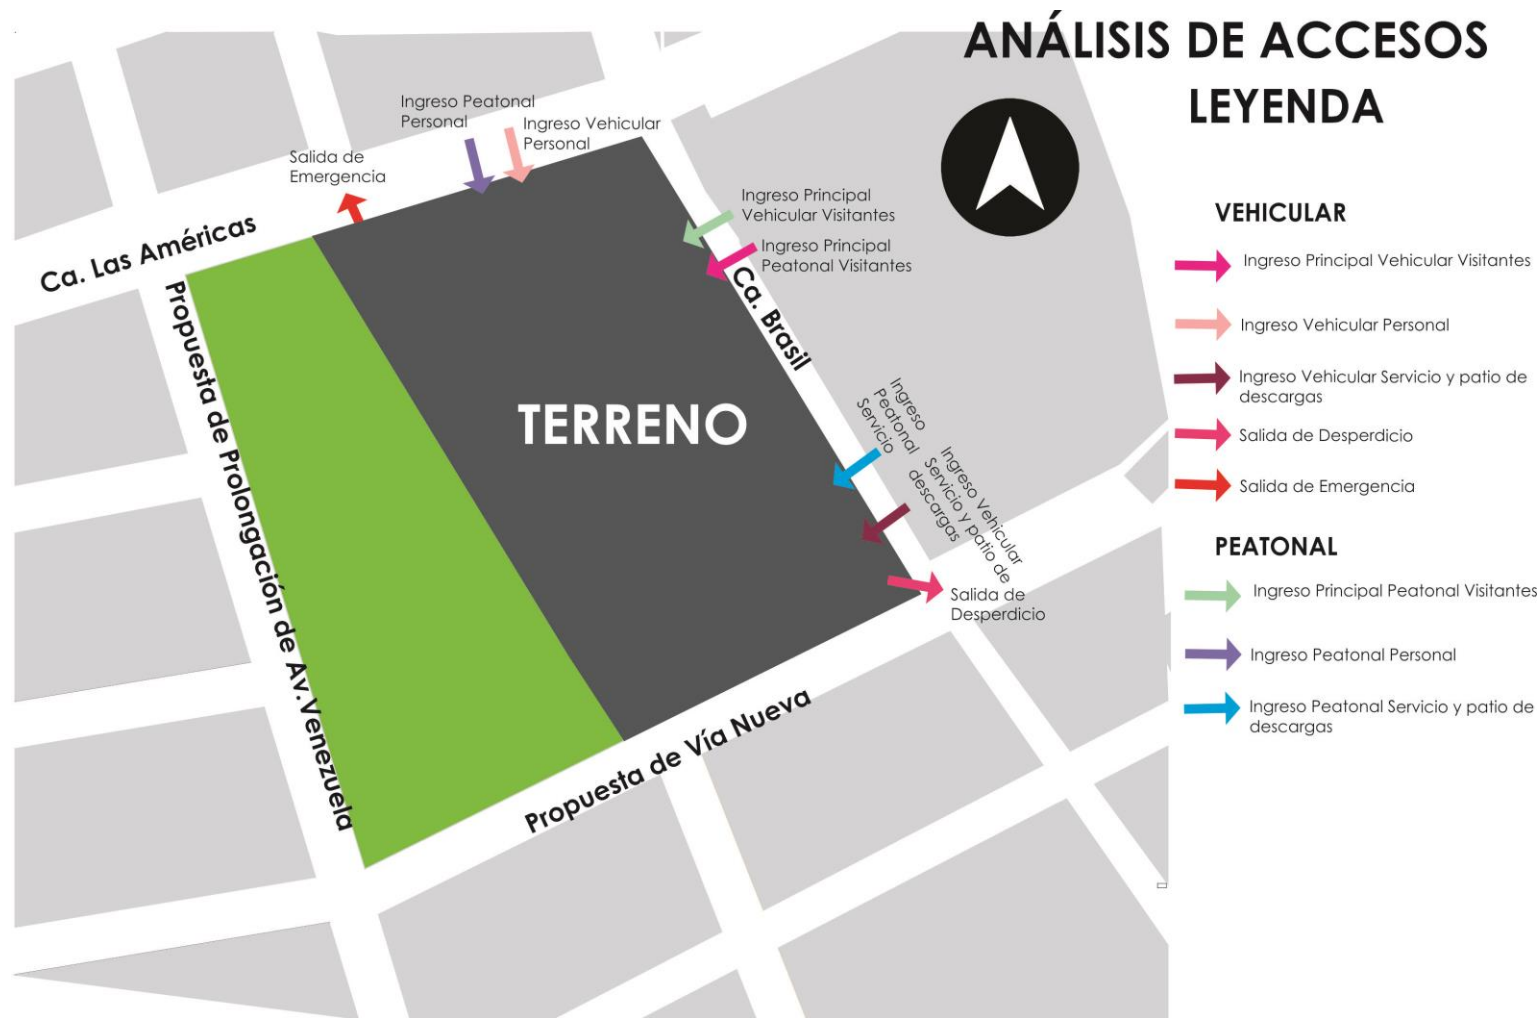 ANÁLISIS DE ACCESOS
LEYENDA
Ingreso Peatonal
Personal
Ingreso Vehicular
Personal
Salida de
Emergencia
Ingreso Principal
Vehicular Visitantes
Ingreso Principal
Peatonal Visitantes
Ca. Las Américas
Ca. Brasil
Propuesta de Prolongación de Av.Venezuela
TERRENO
Ingreso
Peatonal
Servicio
Ingreso Vehicular
Servicio y patio de
descargas
Salida de
Desperdicio
Propuesta de Vía Nueva
VEHICULAR
Ingreso Principal Vehicular Visitantes
Ingreso Vehicular Personal
Ingreso Vehicular Servicio y patio de
descargas
Salida de Desperdicio
Salida de Emergencia
PEATONAL
Ingreso Principal Peatonal Visitantes
Ingreso Peatonal Personal
Ingreso Peatonal Servicio y patio de
descargas